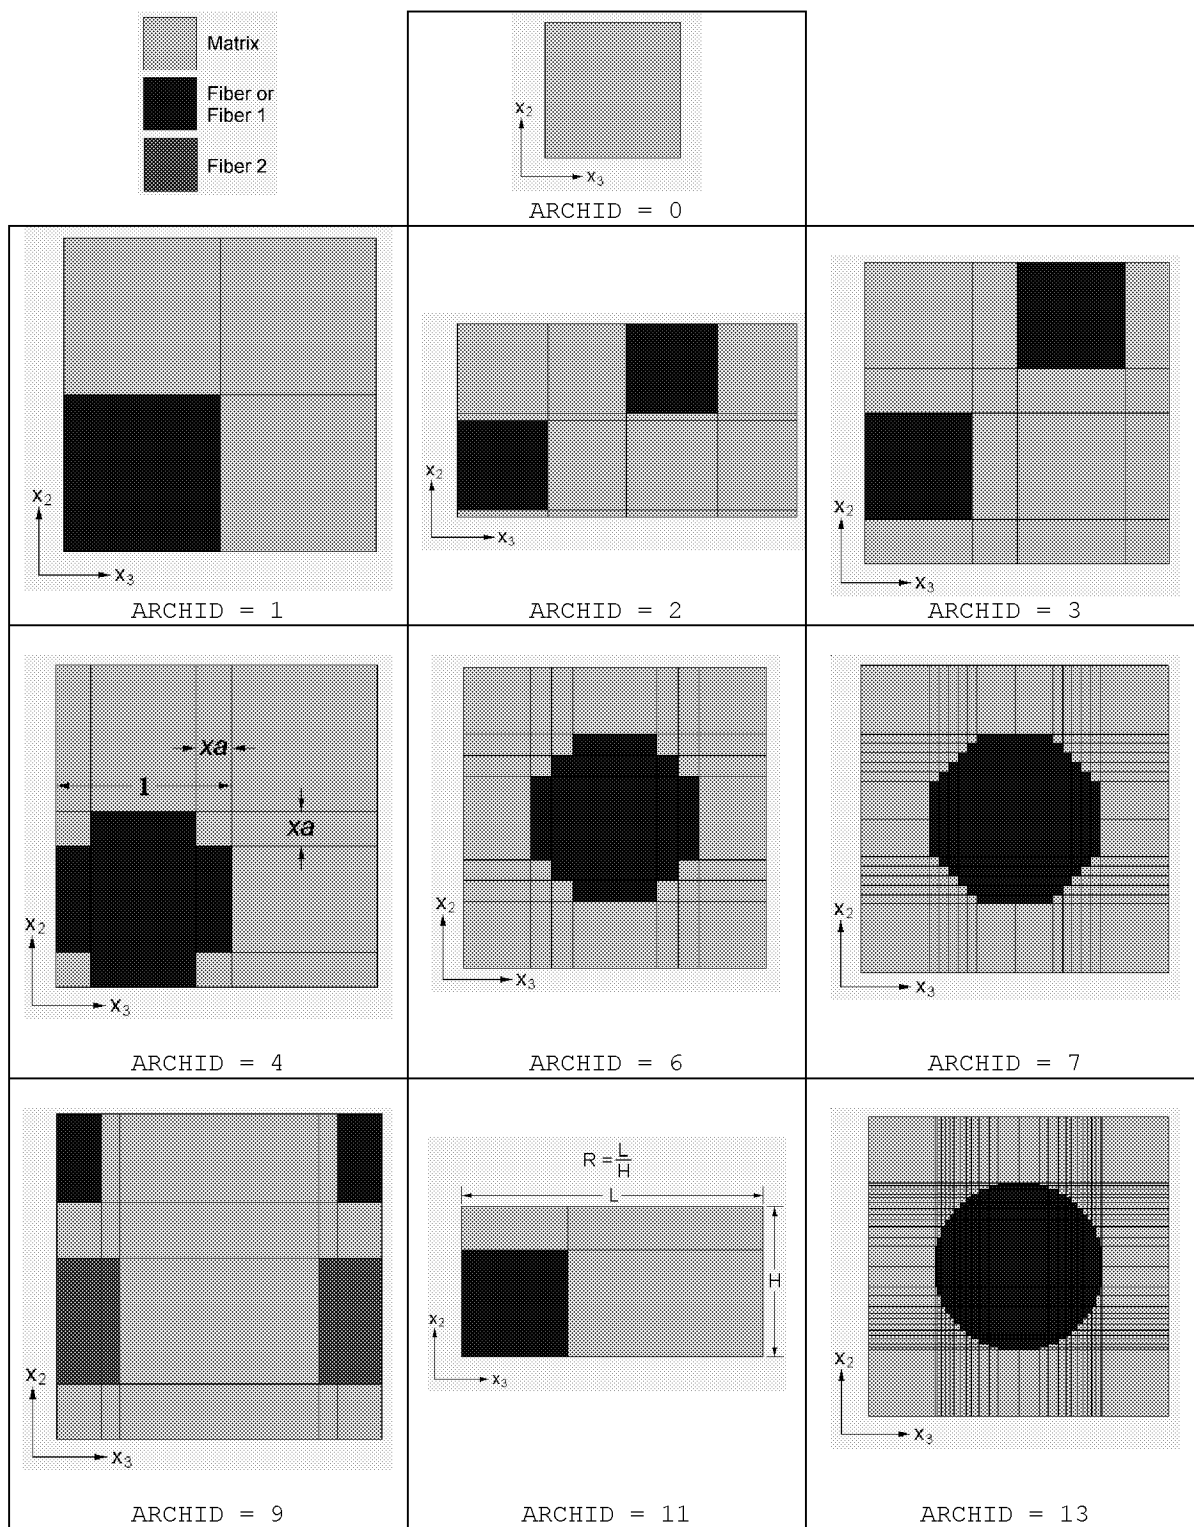 Matrix
Fiber or
Fiber 1
Fiber 2
x2
x3
ARCHID = 0
x2
x3
ARCHID = 1
x2
x3
ARCHID = 2
x2
x3
ARCHID = 3
xa
1
xa
x2
x3
ARCHID = 4
x2
x3
ARCHID = 6
x2
x3
ARCHID = 7
x2
x3
ARCHID = 9
R = L/H
L
H
x2
x3
ARCHID = 11
x2
x3
ARCHID = 13